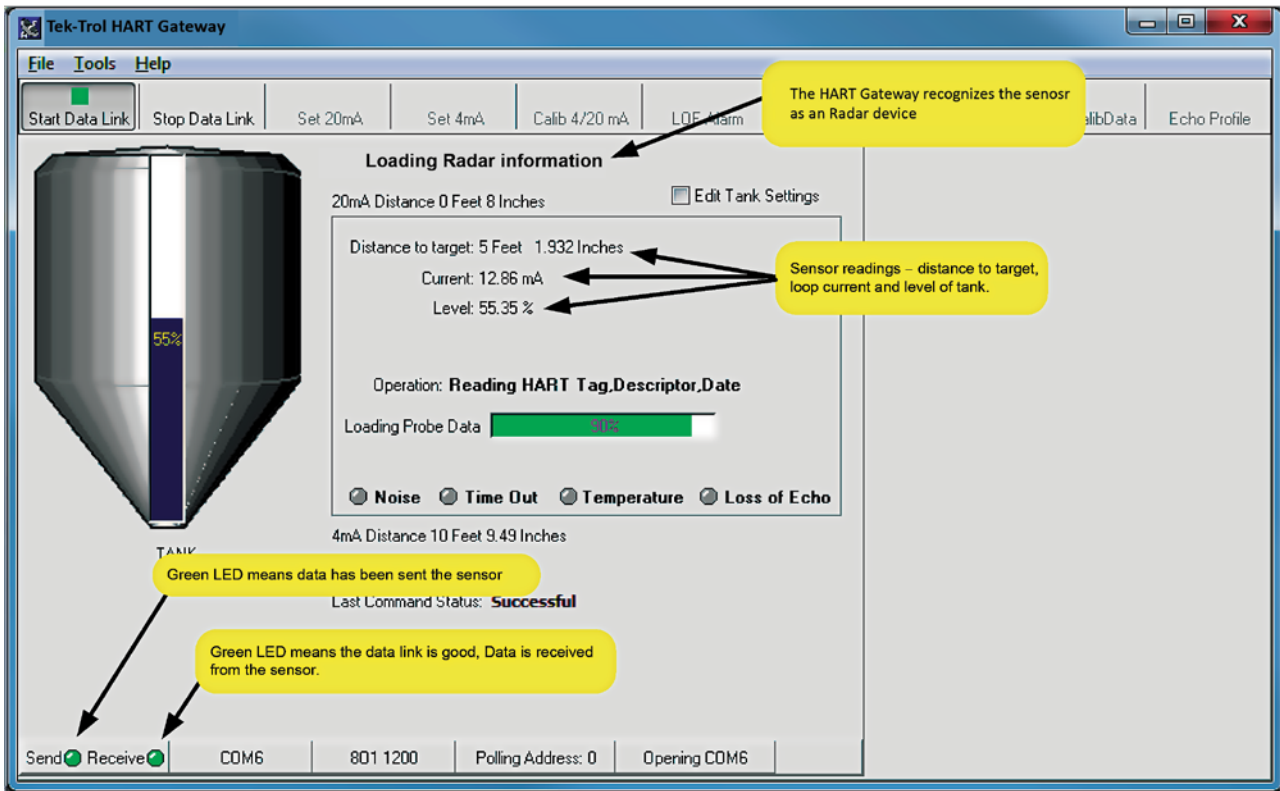 Tek-Trol HART Gateway
File Tools Help
Start Data Link Stop Data Link Set 20mA Set 4mA Calib 4/20 mA Echo Profile
The HART Gateway recognizes the senosr
as an Radar device
Loading Radar information
20mA Distance 0 Feet 8 Inches
Edit Tank Settings
Distance to target: 5 Feet 1.932 Inches
Current: 12.86 mA
Level: 55.35 %
Sensor readings – distance to target,
loop current and level of tank.
55%
Operation: Reading HART Tag,Descriptor,Date
Loading Probe Data 90%
Noise Time Out Temperature Loss of Echo
4mA Distance 10 Feet 9.49 Inches
TANK
Green LED means data has been sent the sensor
Last Command Status: Successful
Green LED means the data link is good, Data is received
from the sensor.
Send Receive COM6 8O1 1200 Polling Address: 0 Opening COM6